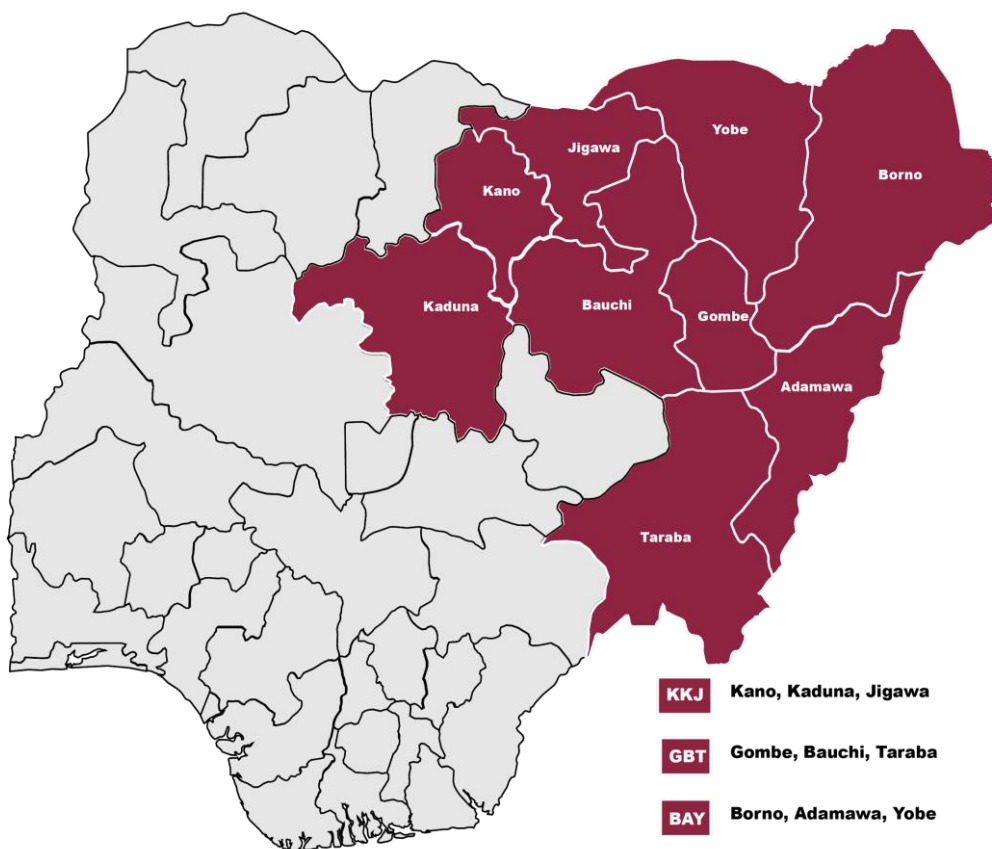 Yobe
Jigawa
Borno
Kano
Kaduna
Bauchi
Gombe
Adamawa
Taraba
KKJ Kano, Kaduna, Jigawa
GBT Gombe, Bauchi, Taraba
BAY Borno, Adamawa, Yobe